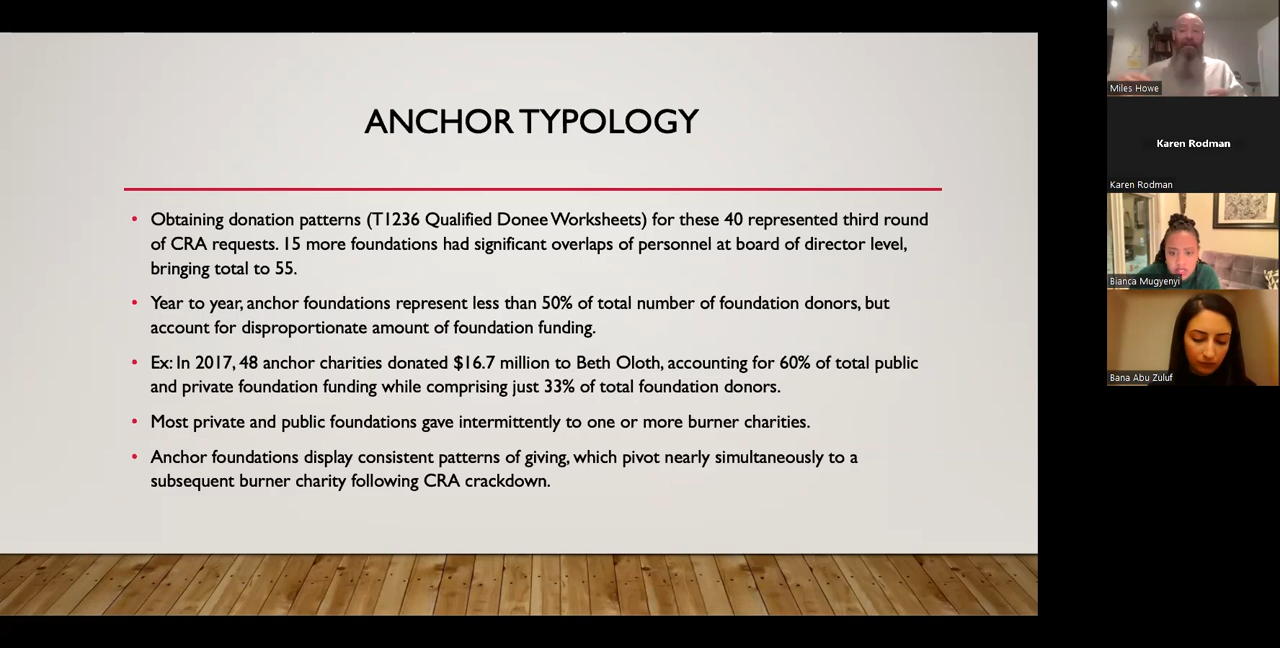 ANCHOR TYPOLOGY
• Obtaining donation patterns (T1236 Qualified Donee Worksheets) for these 40 represented third round
of CRA requests. 15 more foundations had significant overlaps of personnel at board of director level,
bringing total to 55.
• Year to year, anchor foundations represent less than 50% of total number of foundation donors, but
account for disproportionate amount of foundation funding.
• Ex: In 2017, 48 anchor charities donated $16.7 million to Beth Oloth, accounting for 60% of total public
and private foundation funding while comprising just 33% of total foundation donors.
• Most private and public foundations gave intermittently to one or more burner charities.
• Anchor foundations display consistent patterns of giving, which pivot nearly simultaneously to a
subsequent burner charity following CRA crackdown.
Miles Howe
Karen Rodman
Karen Rodman
Bianca Mugyenyi
Bana Abu Zuluf